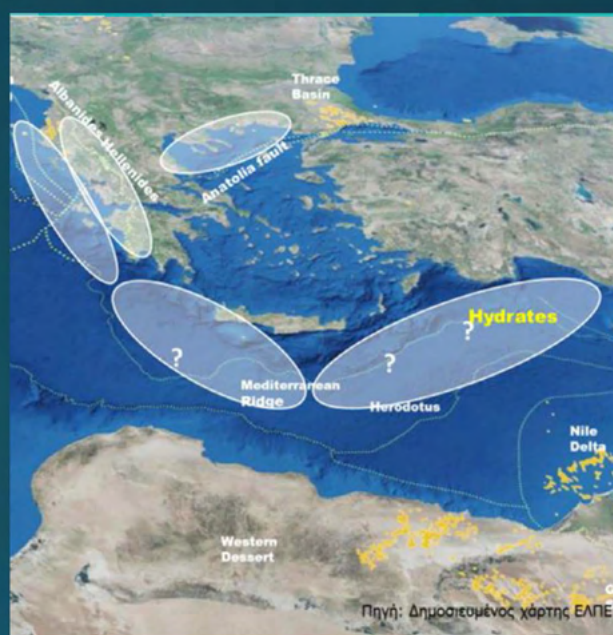 Thrace
Basin
Albanides Hellenides
Anatolia fault
Hydrates
?
?
?
Mediterranean
Ridge
Herodotus
Nile
Delta
Western
Dessert
Πηγή: Δημοσιευμένος χάρτης ΕΛΠΕ